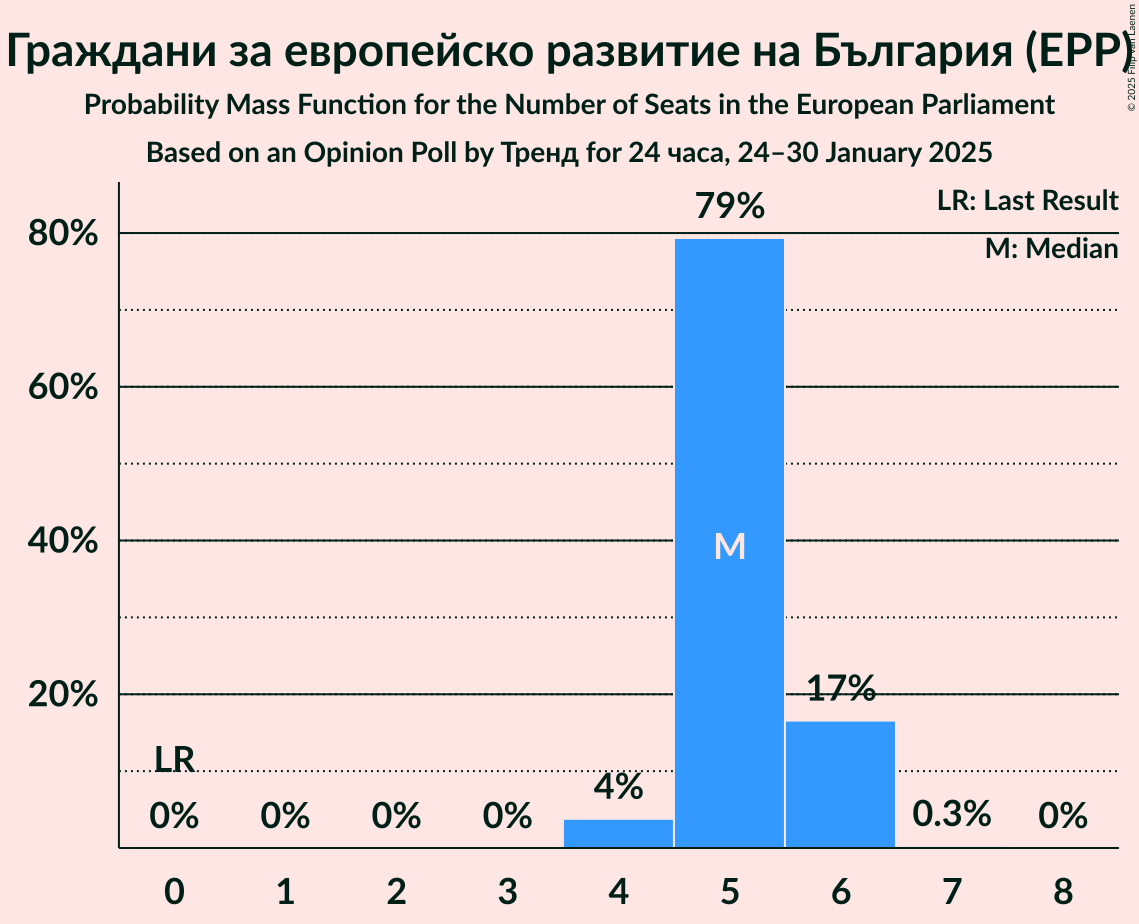 Граждани за европейско развитие на България (EPP)
© 2025 Filip van Laenen
Probability Mass Function for the Number of Seats in the European Parliament
Based on an Opinion Poll by Тренд for 24 часа, 24–30 January 2025
LR: Last Result
M: Median
79%
80%
60%
40%
M
20%
17%
LR
4%
0% 0% 0% 0% 0.3% 0%
0 1 2 3 4 5 6 7 8